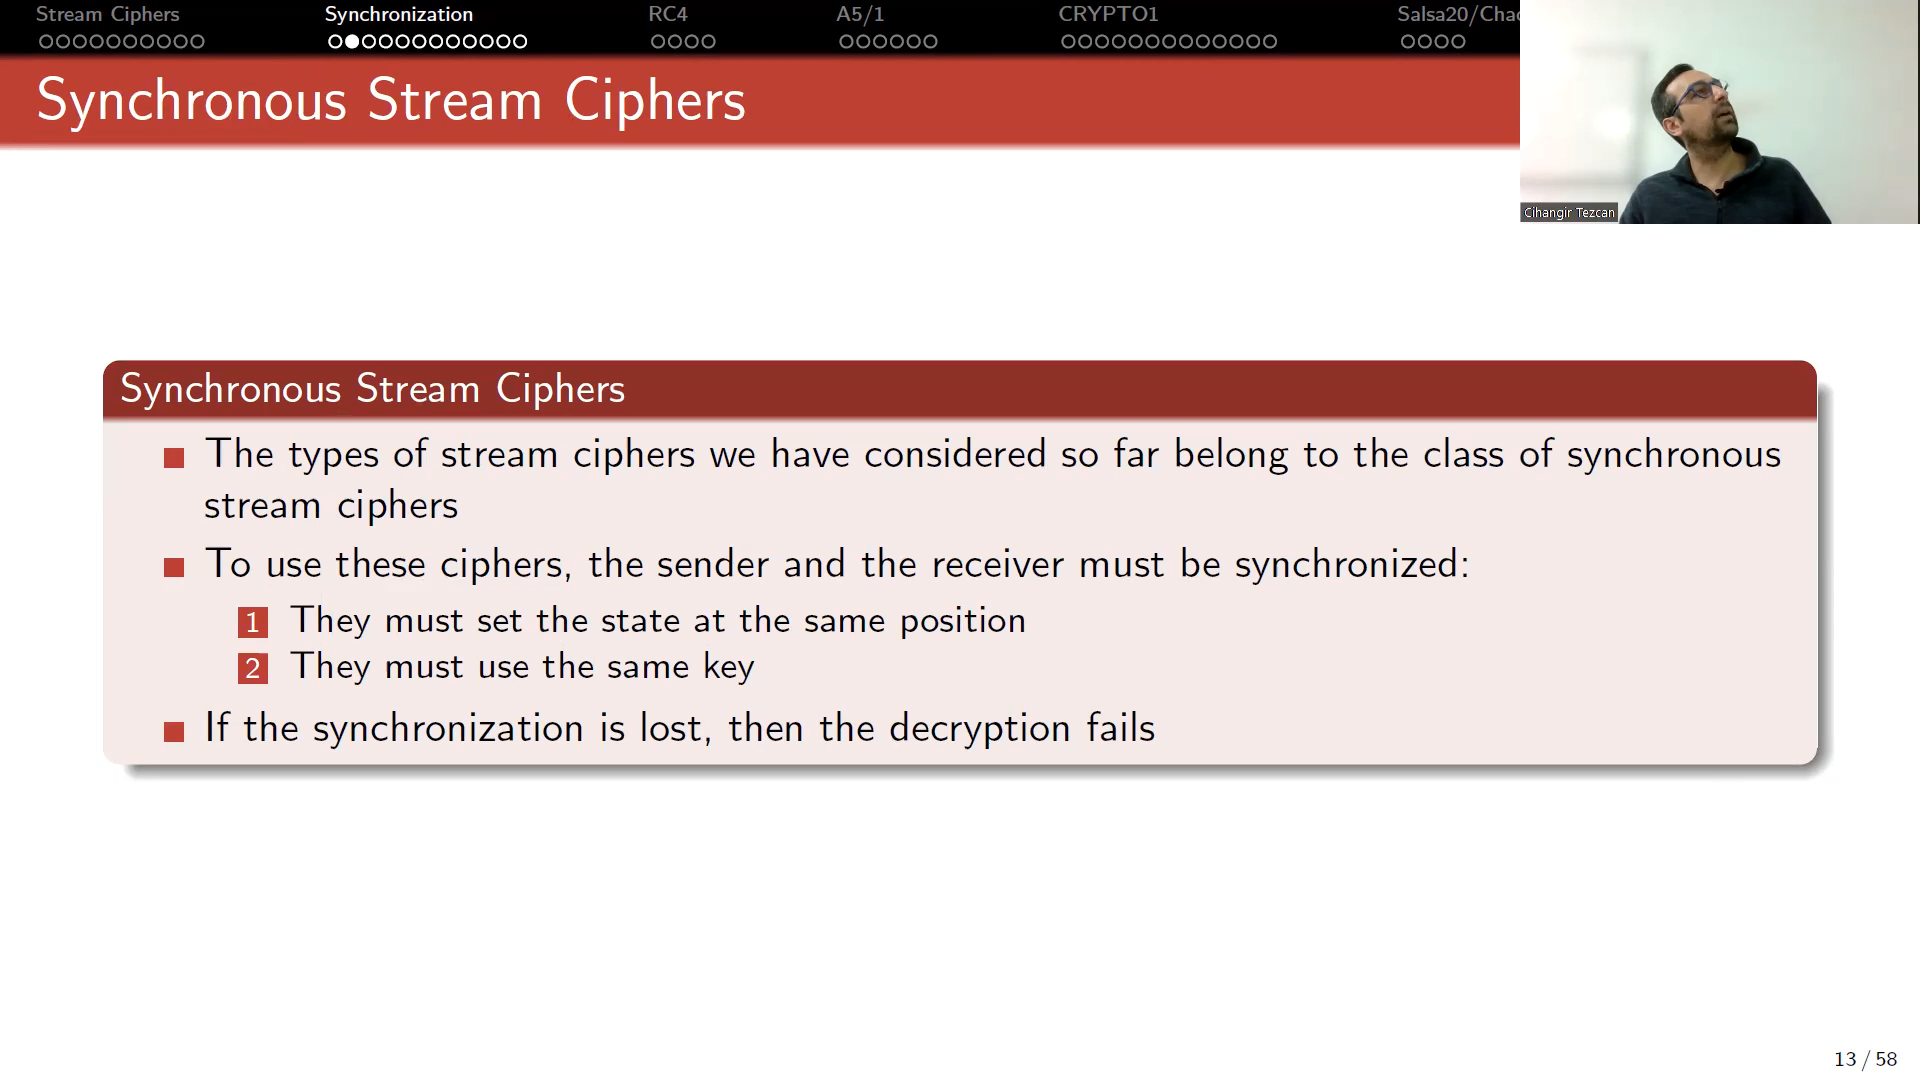 Stream Ciphers Synchronization RC4 A5/1 CRYPTO1 Salsa20/Chac
Synchronous Stream Ciphers
Cihangir Tezcan
Synchronous Stream Ciphers
The types of stream ciphers we have considered so far belong to the class of synchronous
stream ciphers
To use these ciphers, the sender and the receiver must be synchronized:
1 They must set the state at the same position
2 They must use the same key
If the synchronization is lost, then the decryption fails
13 / 58